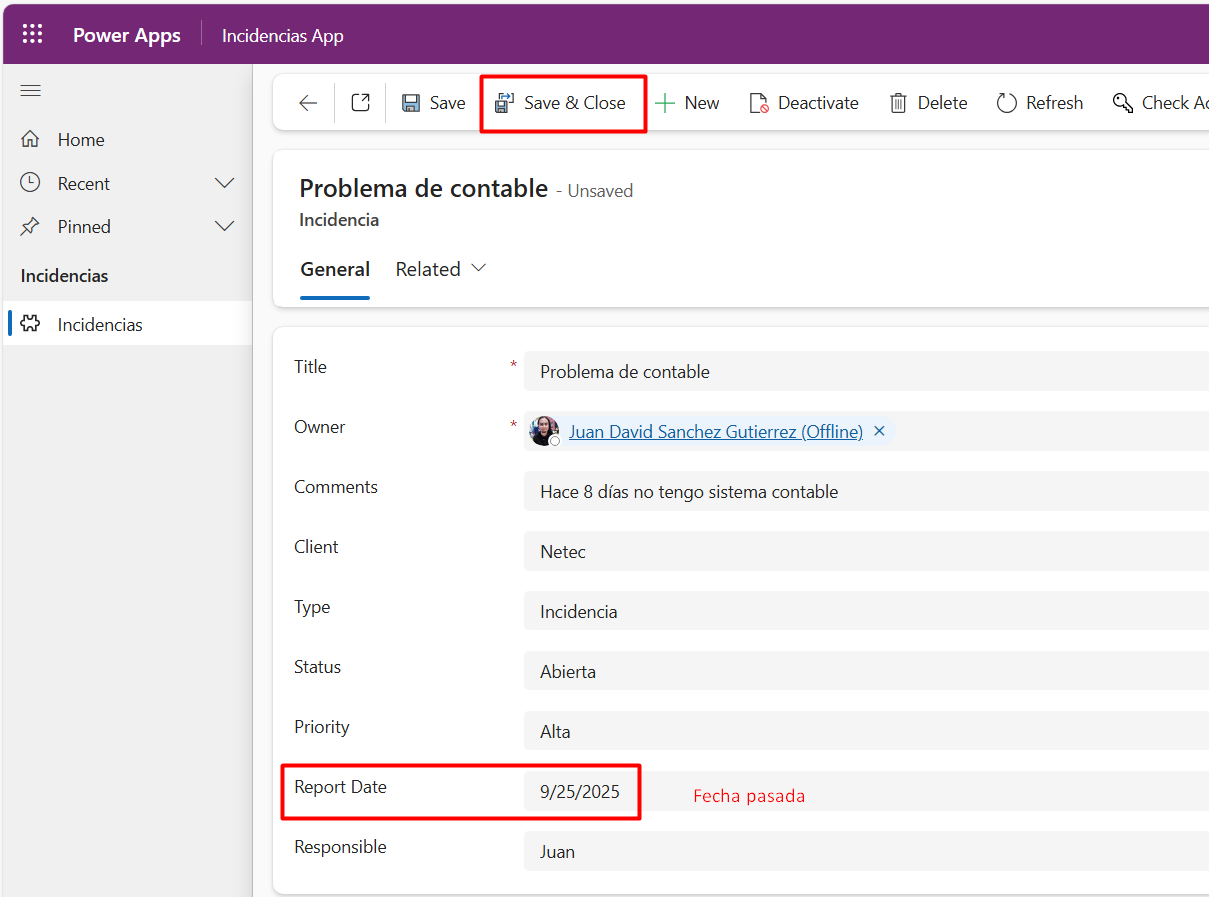 Power Apps
Incidencias App
Save
Save & Close
New
Deactivate
Delete
Refresh
Check Ac
Home
Recent
Pinned
Incidencias
Incidencias
Problema de contable - Unsaved
Incidencia
General
Related
Title * Problema de contable
Owner * Juan David Sanchez Gutierrez (Offline)
Comments Hace 8 días no tengo sistema contable
Client Netec
Type Incidencia
Status Abierta
Priority Alta
Report Date 9/25/2025 Fecha pasada
Responsible Juan